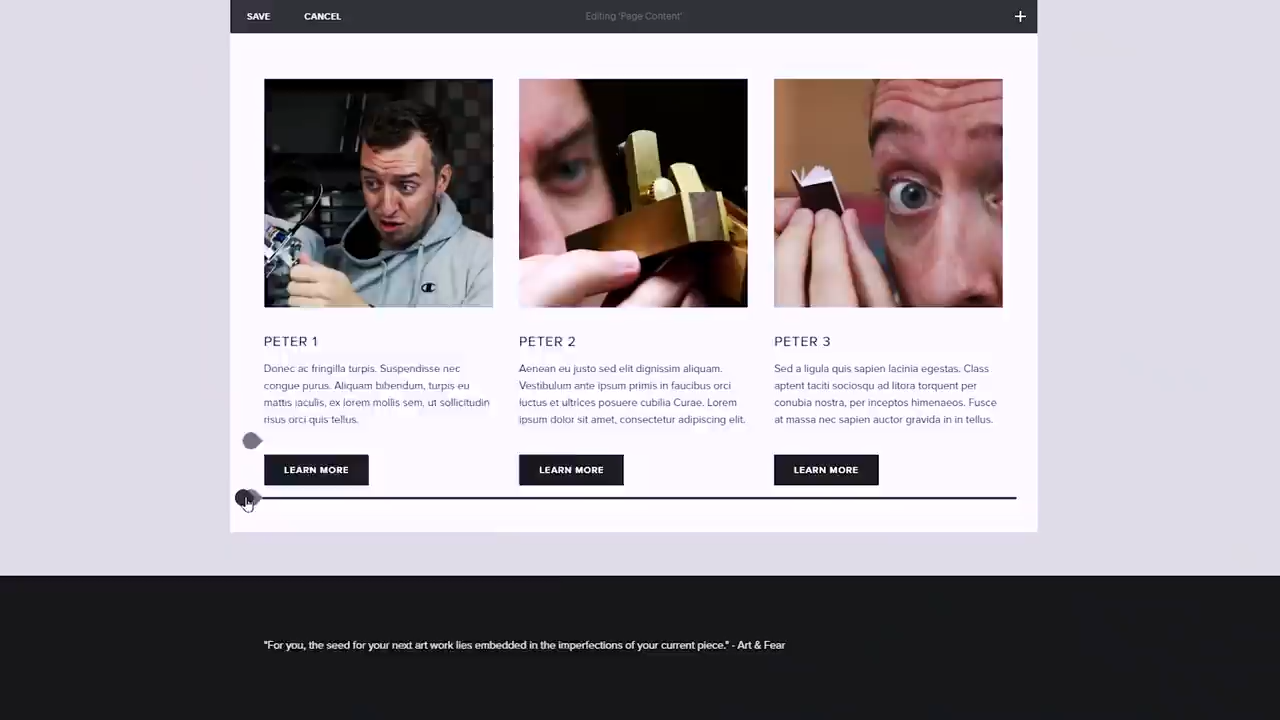 SAVE
CANCEL
Editing 'Page Content'
+
PETER 1
Donec ac fringilla turpis. Suspendisse nec
congue purus. Aliquam bibendum, turpis eu
mattis iaculis, ex lorem mollis sem, ut sollicitudin
risus orci quis tellus.
LEARN MORE
PETER 2
Aenean eu justo sed elit dignissim aliquam.
Vestibulum ante ipsum primis in faucibus orci
luctus et ultrices posuere cubilia Curae. Lorem
ipsum dolor sit amet, consectetur adipiscing elit.
LEARN MORE
PETER 3
Sed a ligula quis sapien lacinia egestas. Class
aptent taciti sociosqu ad litora torquent per
conubia nostra, per inceptos himenaeos. Fusce
at massa nec sapien auctor gravida in in tellus.
LEARN MORE
"For you, the seed for your next art work lies embedded in the imperfections of your current piece." - Art & Fear